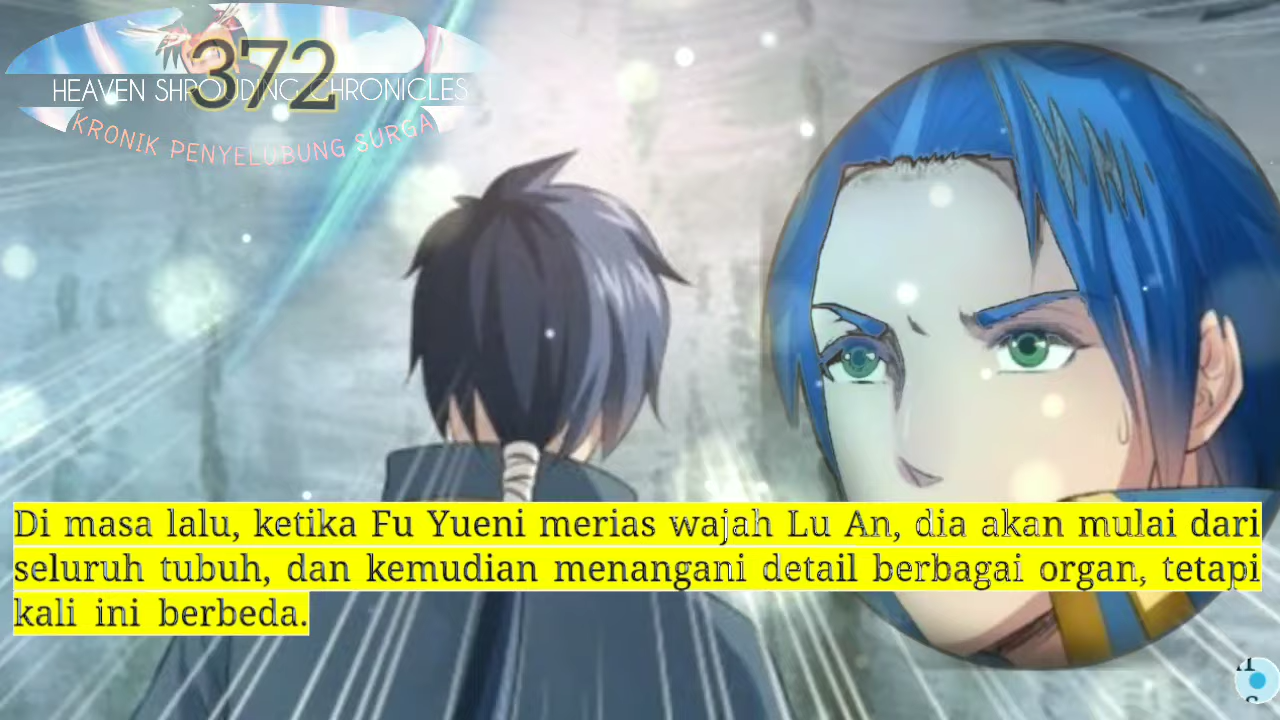 372
HEAVEN SHROUDING CHRONICLES
KRONIK PENYELUBUNG SURGA
Di masa lalu, ketika Fu Yueni merias wajah Lu An, dia akan mulai dari
seluruh tubuh, dan kemudian menangani detail berbagai organ, tetapi
kali ini berbeda.